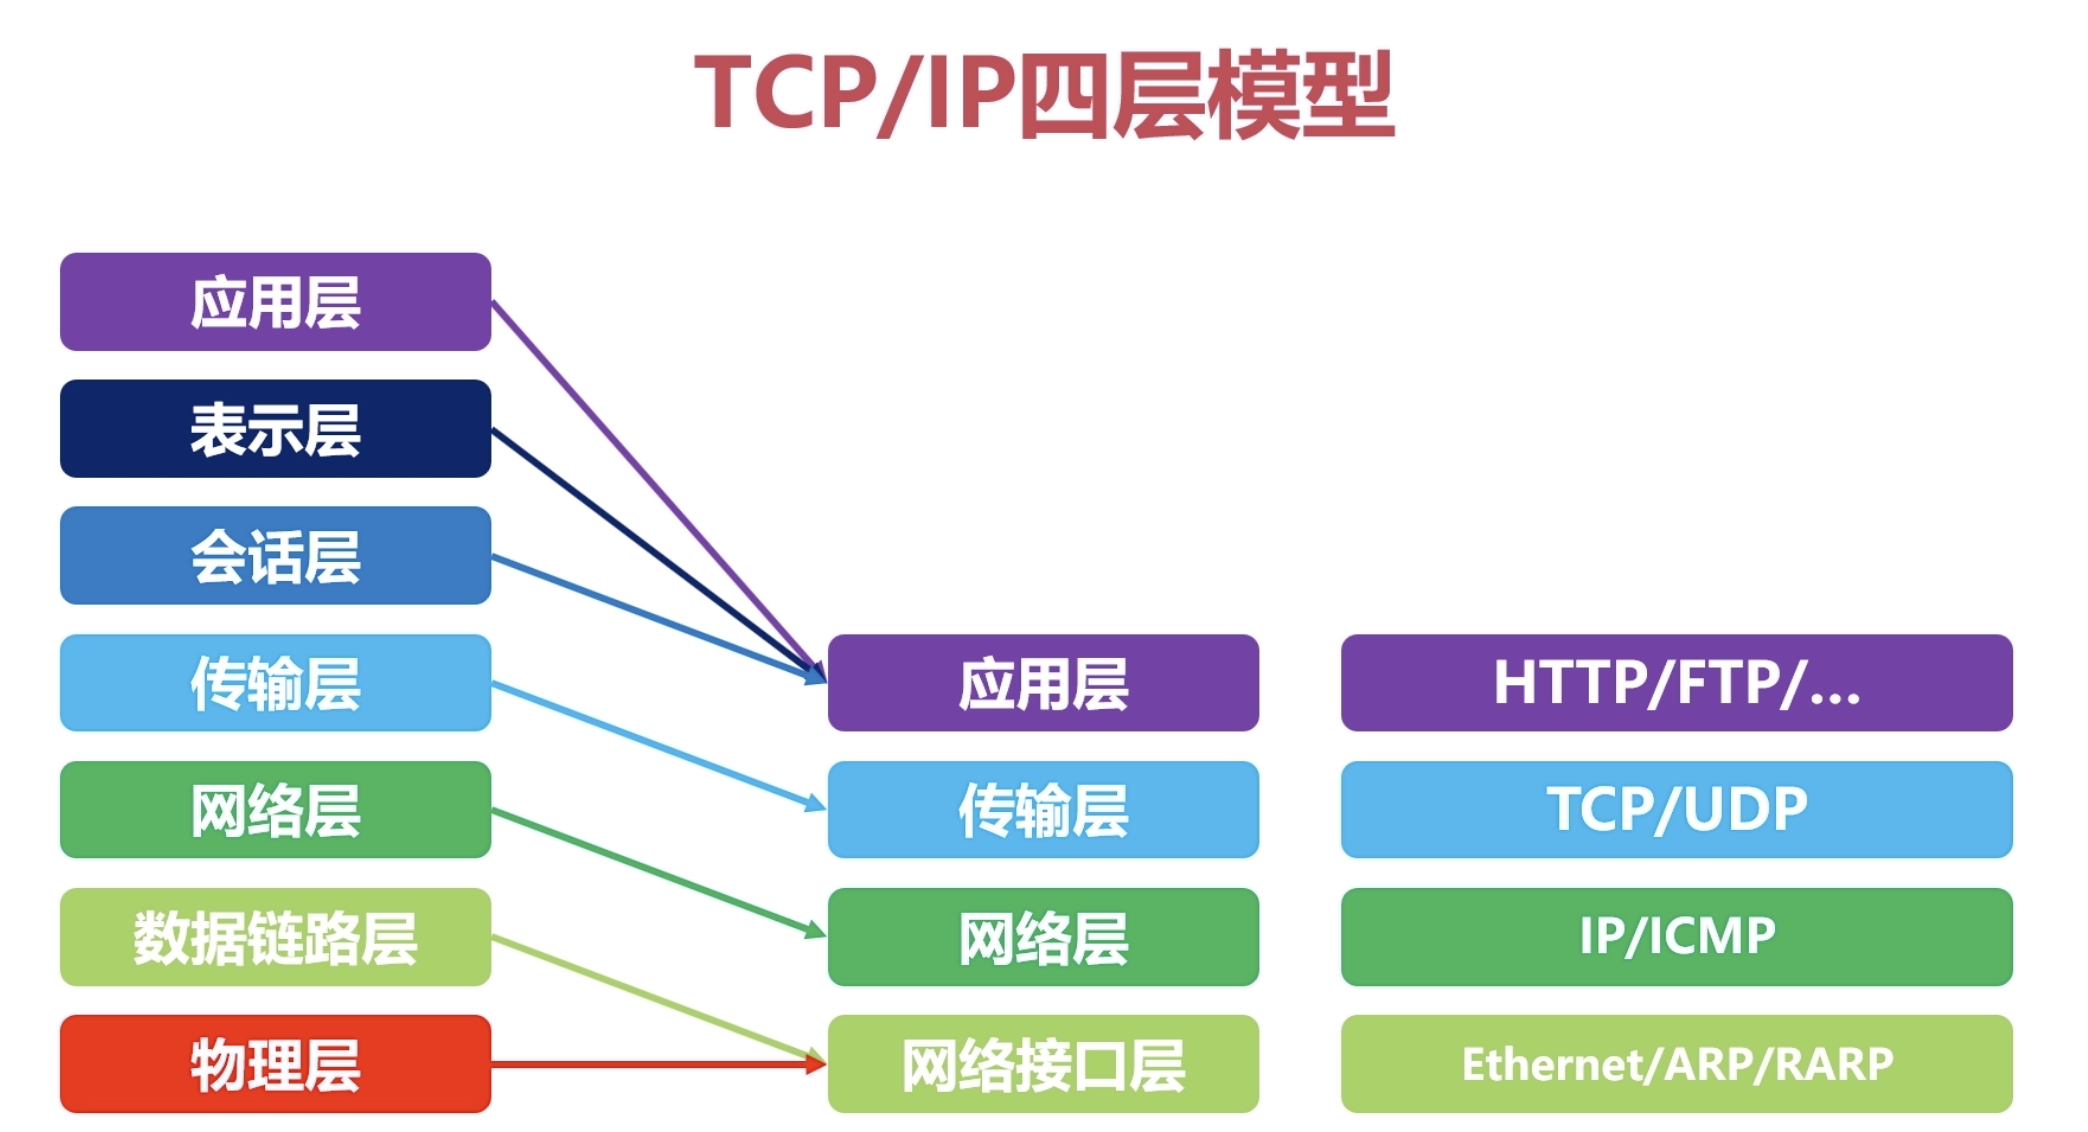 TCP/IP四层模型
应用层
表示层
会话层
传输层
网络层
数据链路层
物理层
应用层
传输层
网络层
网络接口层
HTTP/FTP/...
TCP/UDP
IP/ICMP
Ethernet/ARP/RARP